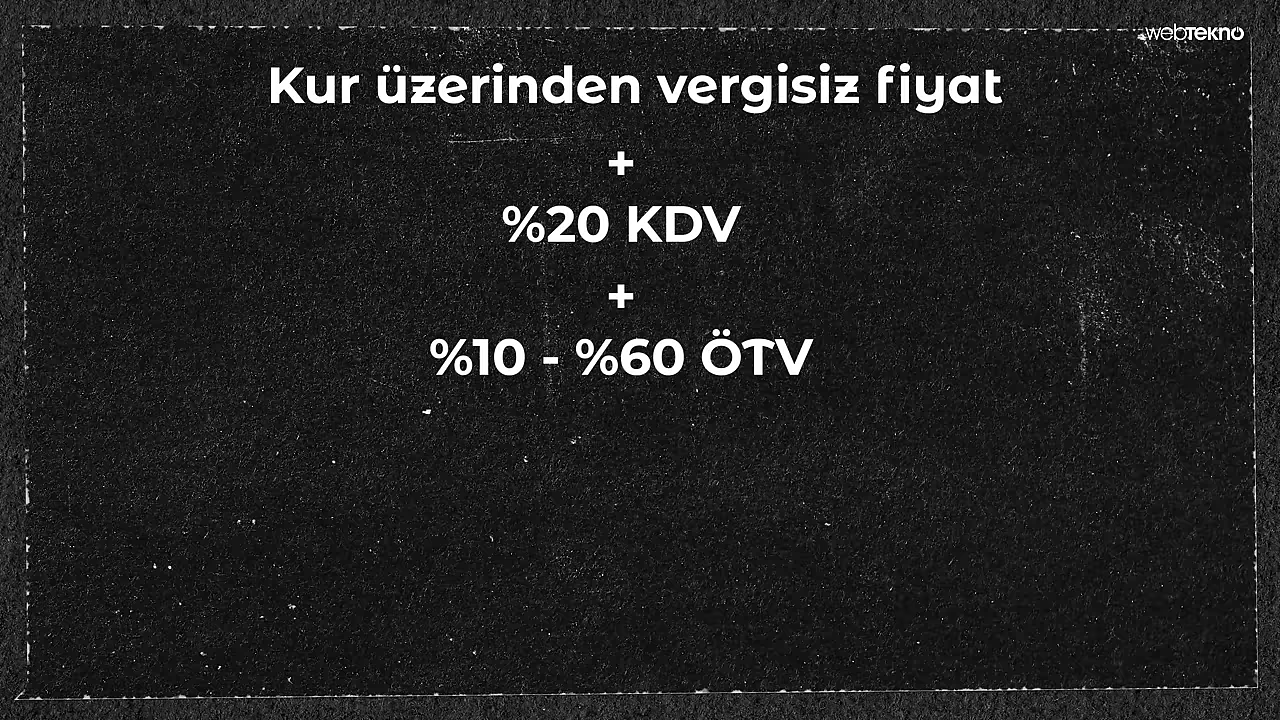 webTEKNO
Kur üzerinden vergisiz fiyat
+
%20 KDV
+
%10 - %60 ÖTV